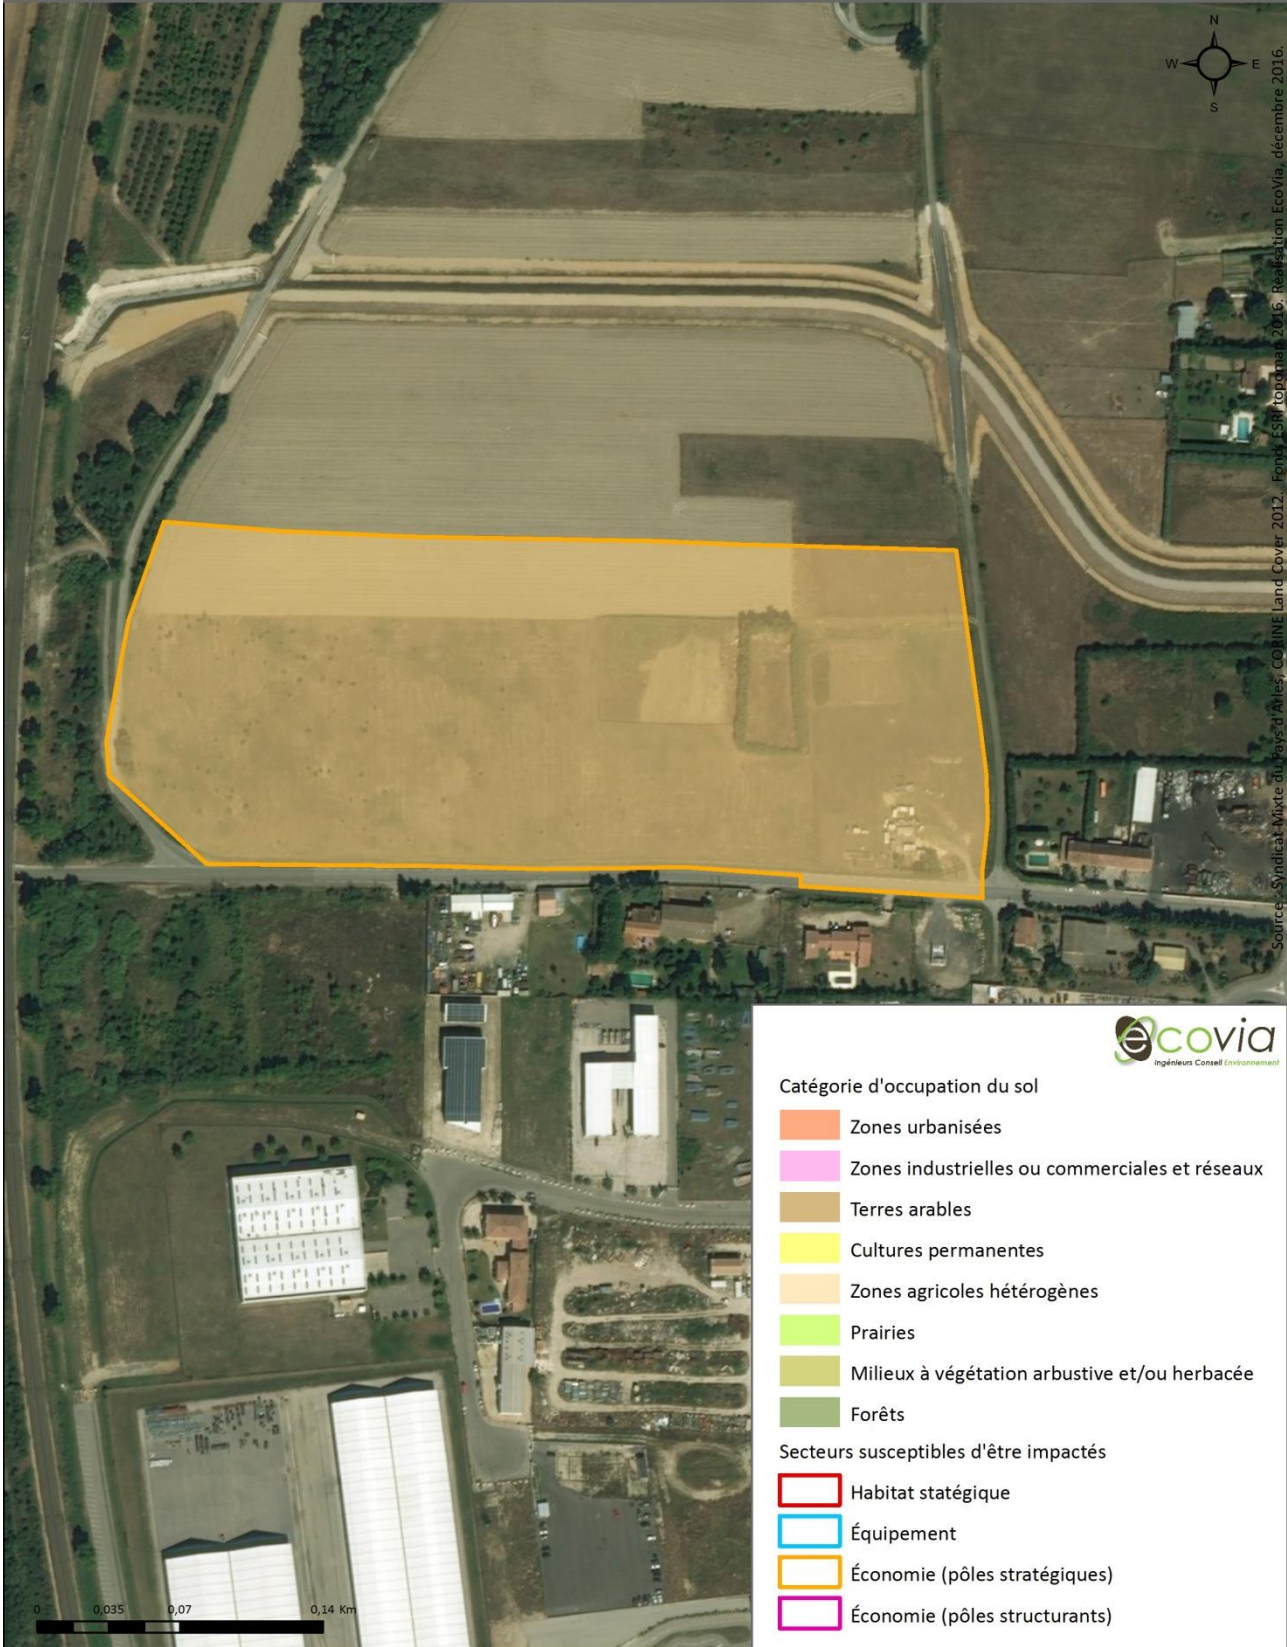 N
W E
S
Source : Syndicat Mixte du Pays d'Arles, CORINE Land Cover 2012. Fond : ESRI topomap 2016. Réalisation EcoVia, décembre 2016.
ecovia
Ingénieurs Conseil Environnement
Catégorie d'occupation du sol
Zones urbanisées
Zones industrielles ou commerciales et réseaux
Terres arables
Cultures permanentes
Zones agricoles hétérogènes
Prairies
Milieux à végétation arbustive et/ou herbacée
Forêts
Secteurs susceptibles d'être impactés
Habitat statégique
Équipement
Économie (pôles stratégiques)
Économie (pôles structurants)
0 0,035 0,07 0,14 Km